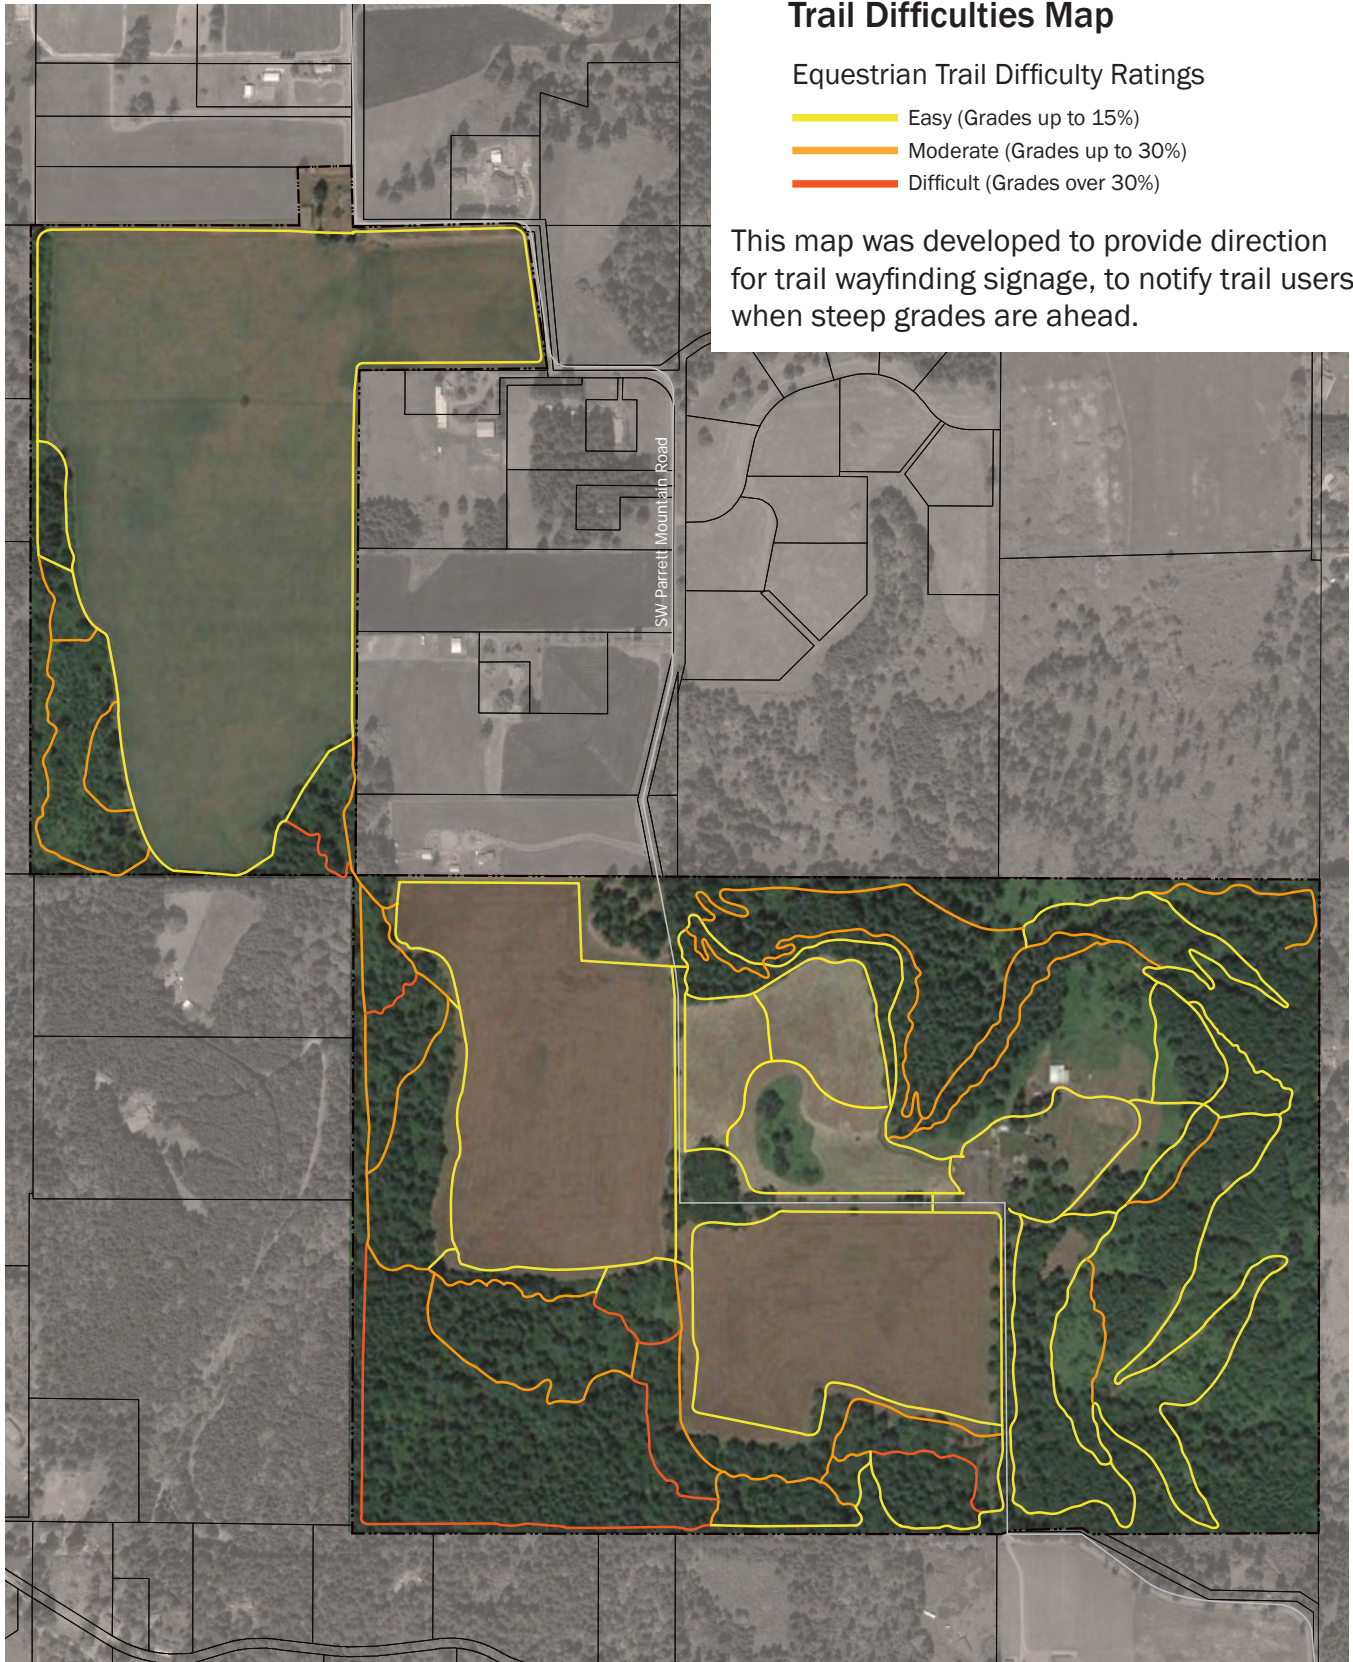 Trail Difficulties Map
Equestrian Trail Difficulty Ratings
Easy (Grades up to 15%)
Moderate (Grades up to 30%)
Difficult (Grades over 30%)
This map was developed to provide direction
for trail wayfinding signage, to notify trail users
when steep grades are ahead.
SW Parrett Mountain Road